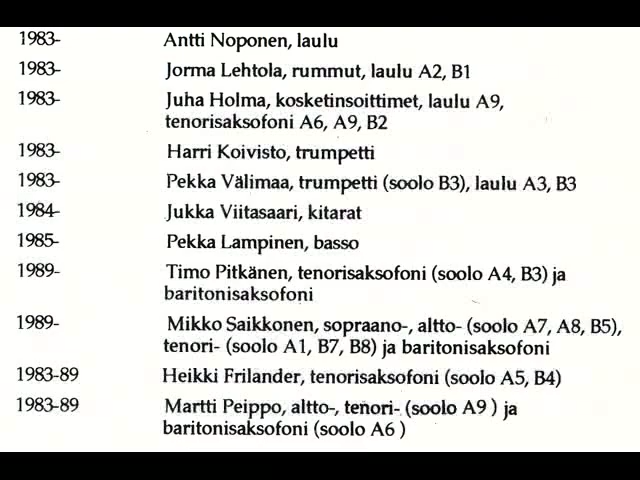 1983- Antti Noponen, laulu
1983- Jorma Lehtola, rummut, laulu A2, B1
1983- Juha Holma, kosketinsoittimet, laulu A9,
tenorisaksofoni A6, A9, B2
1983- Harri Koivisto, trumpetti
1983- Pekka Välimaa, trumpetti (soolo B3), laulu A3, B3
1984- Jukka Viitasaari, kitarat
1985- Pekka Lampinen, basso
1989- Timo Pitkänen, tenorisaksofoni (soolo A4, B3) ja
baritonisaksofoni
1989- Mikko Saikkonen, sopraano-, altto- (soolo A7, A8, B5),
tenori- (soolo A1, B7, B8) ja baritonisaksofoni
1983-89 Heikki Frilander, tenorisaksofoni (soolo A5, B4)
1983-89 Martti Peippo, altto-, tenori- (soolo A9 ) ja
baritonisaksofoni (soolo A6 )